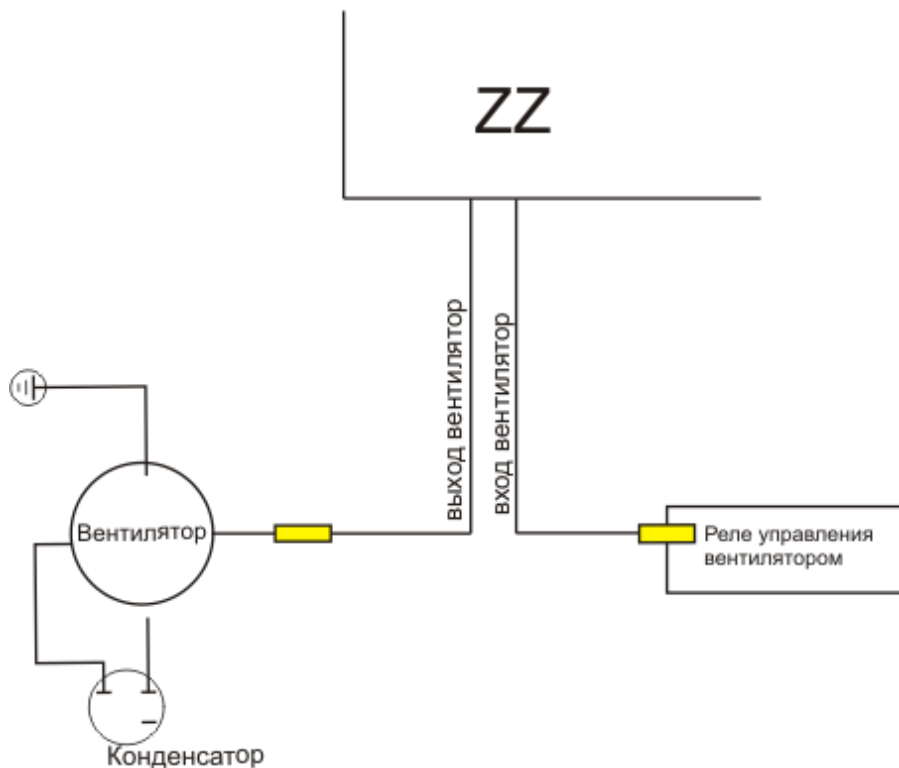 ZZ
выход вентилятор
вход вентилятор
Вентилятор
Реле управления
вентилятором
Конденсатор